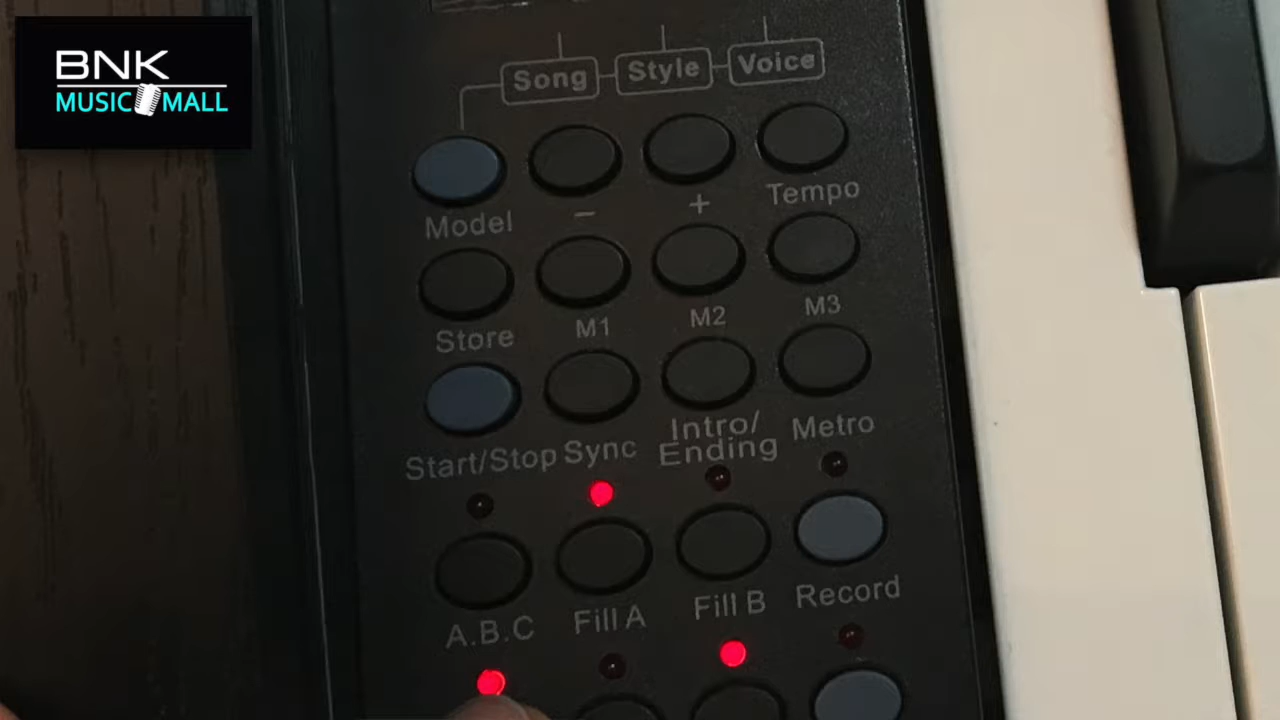 BNK
MUSIC MALL
Song Style Voice
Model - + Tempo
Store M1 M2 M3
Start/Stop Sync Intro/
Ending Metro
A.B.C Fill A Fill B Record